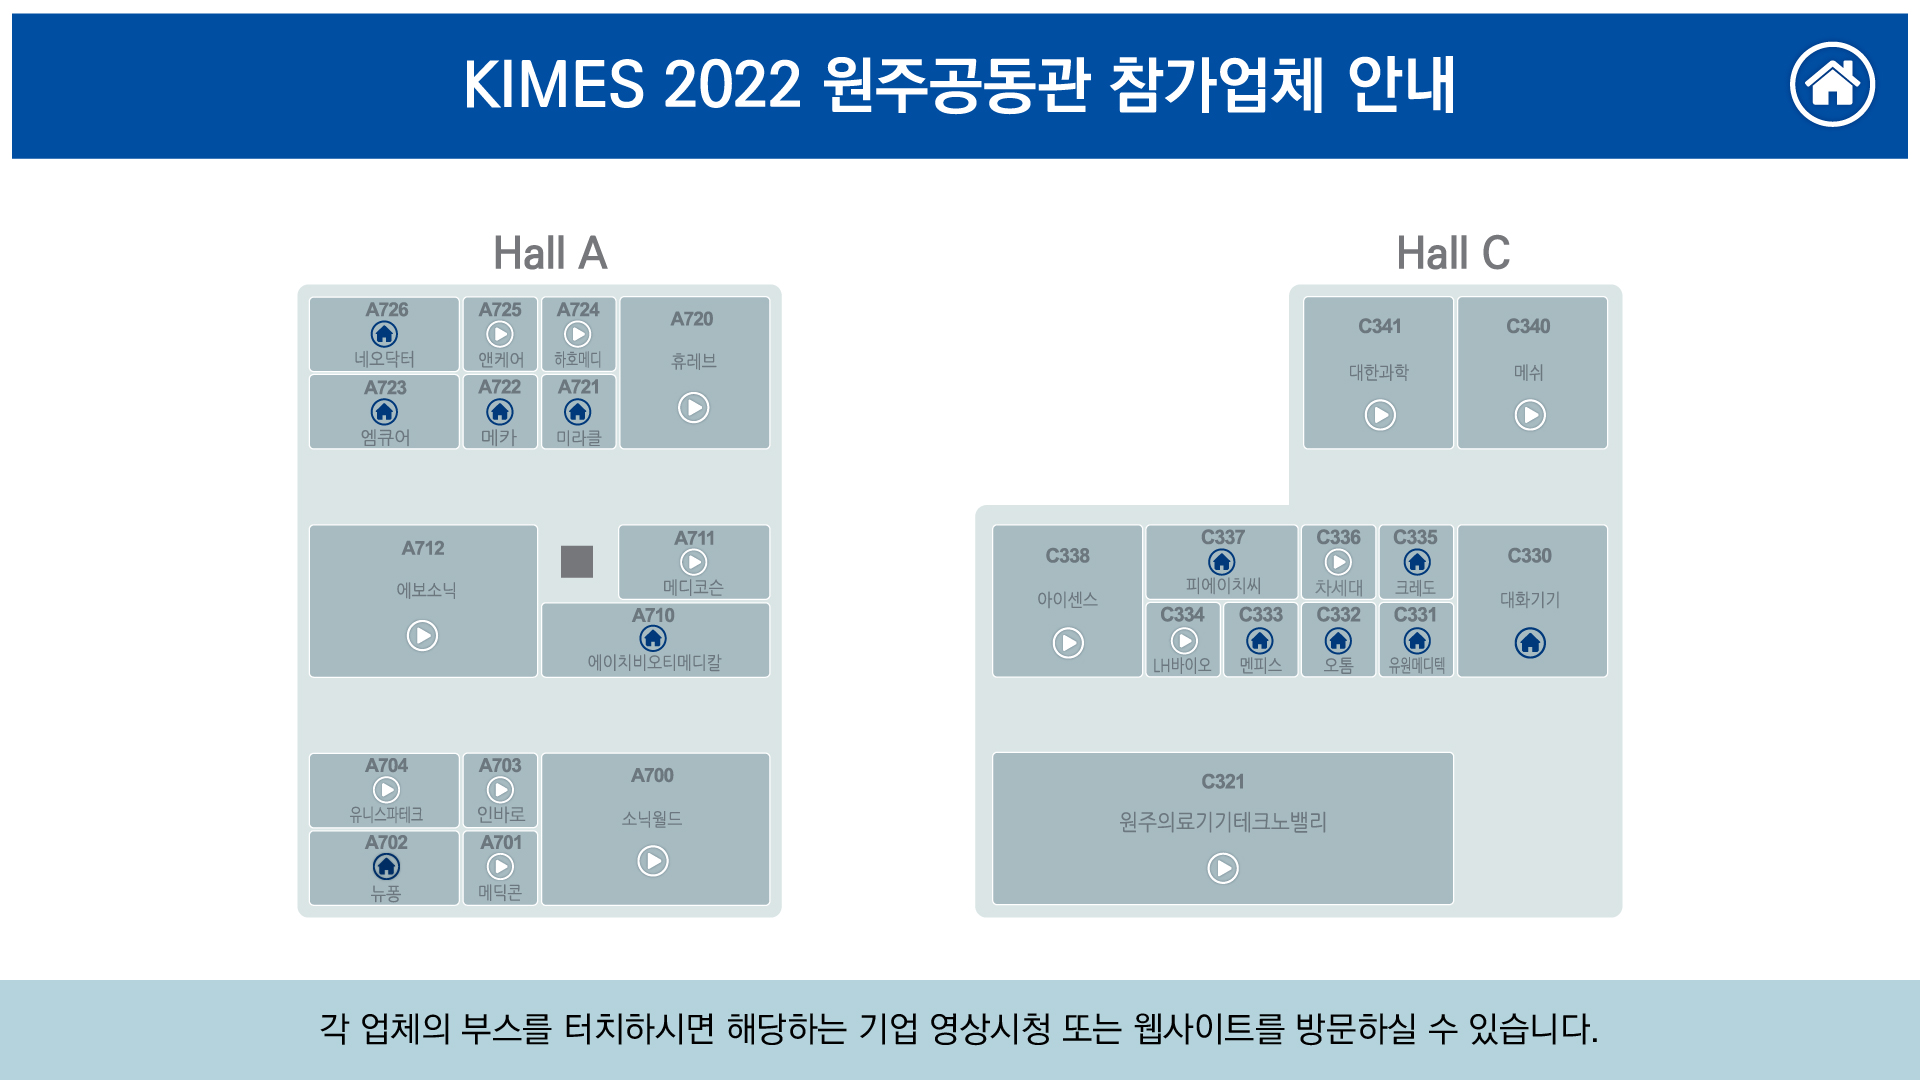 KIMES 2022 원주공동관 참가업체 안내
Hall A
A726
네오닥터
A725
앤케어
A724
하호메디
A720
휴레브
A723
엠큐어
A722
메카
A721
미라클
A712
에보소닉
A711
메디코슨
A710
에이치비오티메디칼
A704
유니스파테크
A703
인바로
A700
소닉월드
A702
뉴퐁
A701
메딕콘
Hall C
C341
대한과학
C340
메쉬
C338
아이센스
C337
피에이치씨
C336
차세대
C335
크레도
C330
대화기기
C334
LH바이오
C333
멘피스
C332
오톰
C331
유원메디텍
C321
원주의료기기테크노밸리
각 업체의 부스를 터치하시면 해당하는 기업 영상시청 또는 웹사이트를 방문하실 수 있습니다.